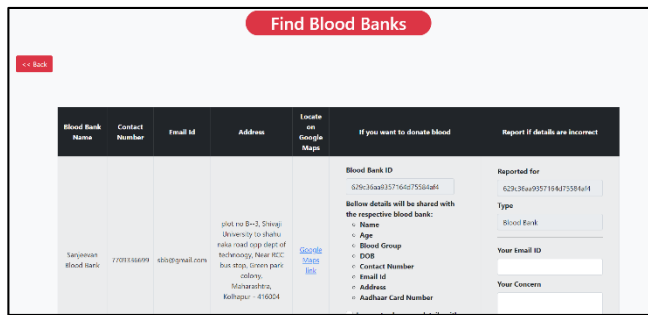 Find Blood Banks
<< Back
Blood Bank Name
Contact Number
Email Id
Address
Locate on Google Maps
If you want to donate blood
Report if details are incorrect
Sanjeevan Blood Bank
sbb@gmail.com
plot no B--3, Shivaji
University to shahu
naka road opp dept of
technology, Near RCC
bus stop, Green park
colony,
Maharashtra,
Kolhapur - 416004
Google
Maps
link
Blood Bank ID
629c36aa9357164d75584af4
Bellow details will be shared with
the respective blood bank:
Name
Age
Blood Group
DOB
Contact Number
Email Id
Address
Aadhaar Card Number
Reported for
629c36aa9357164d75584af4
Type
Blood Bank
Your Email ID
Your Concern